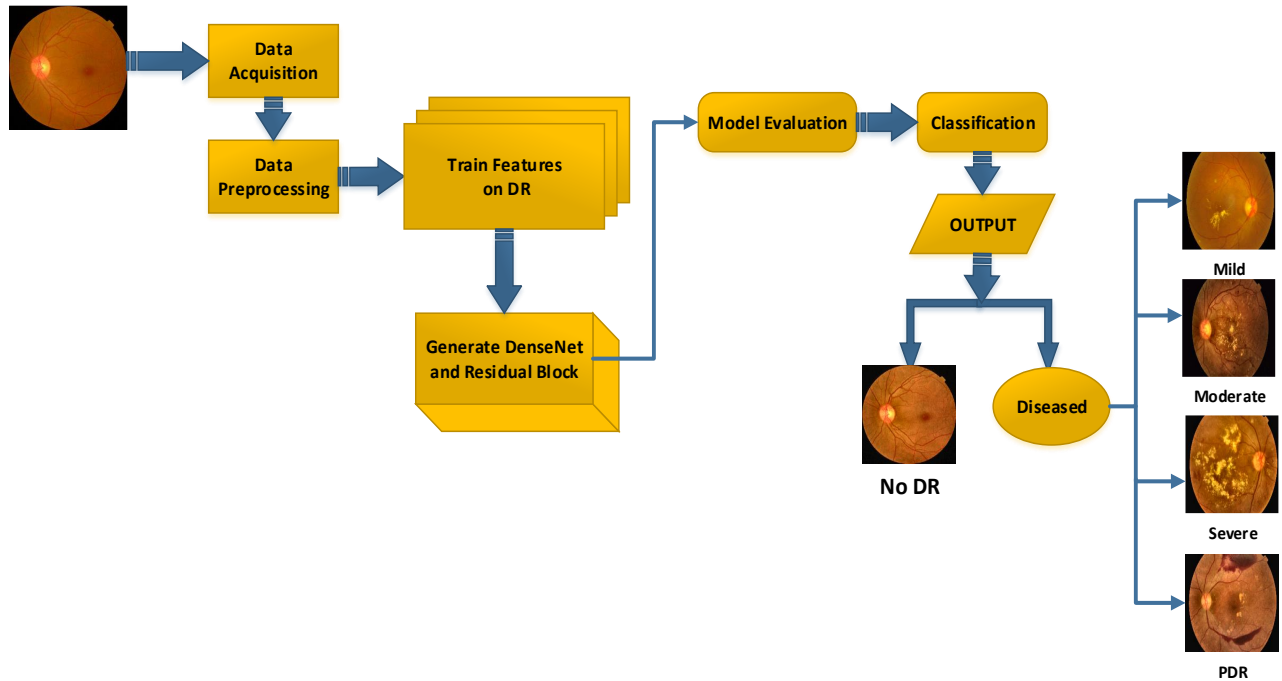 Data
Acquisition
Data
Preprocessing
Train Features
on DR
Generate DenseNet
and Residual Block
Model Evaluation
Classification
OUTPUT
No DR
Diseased
Mild
Moderate
Severe
PDR